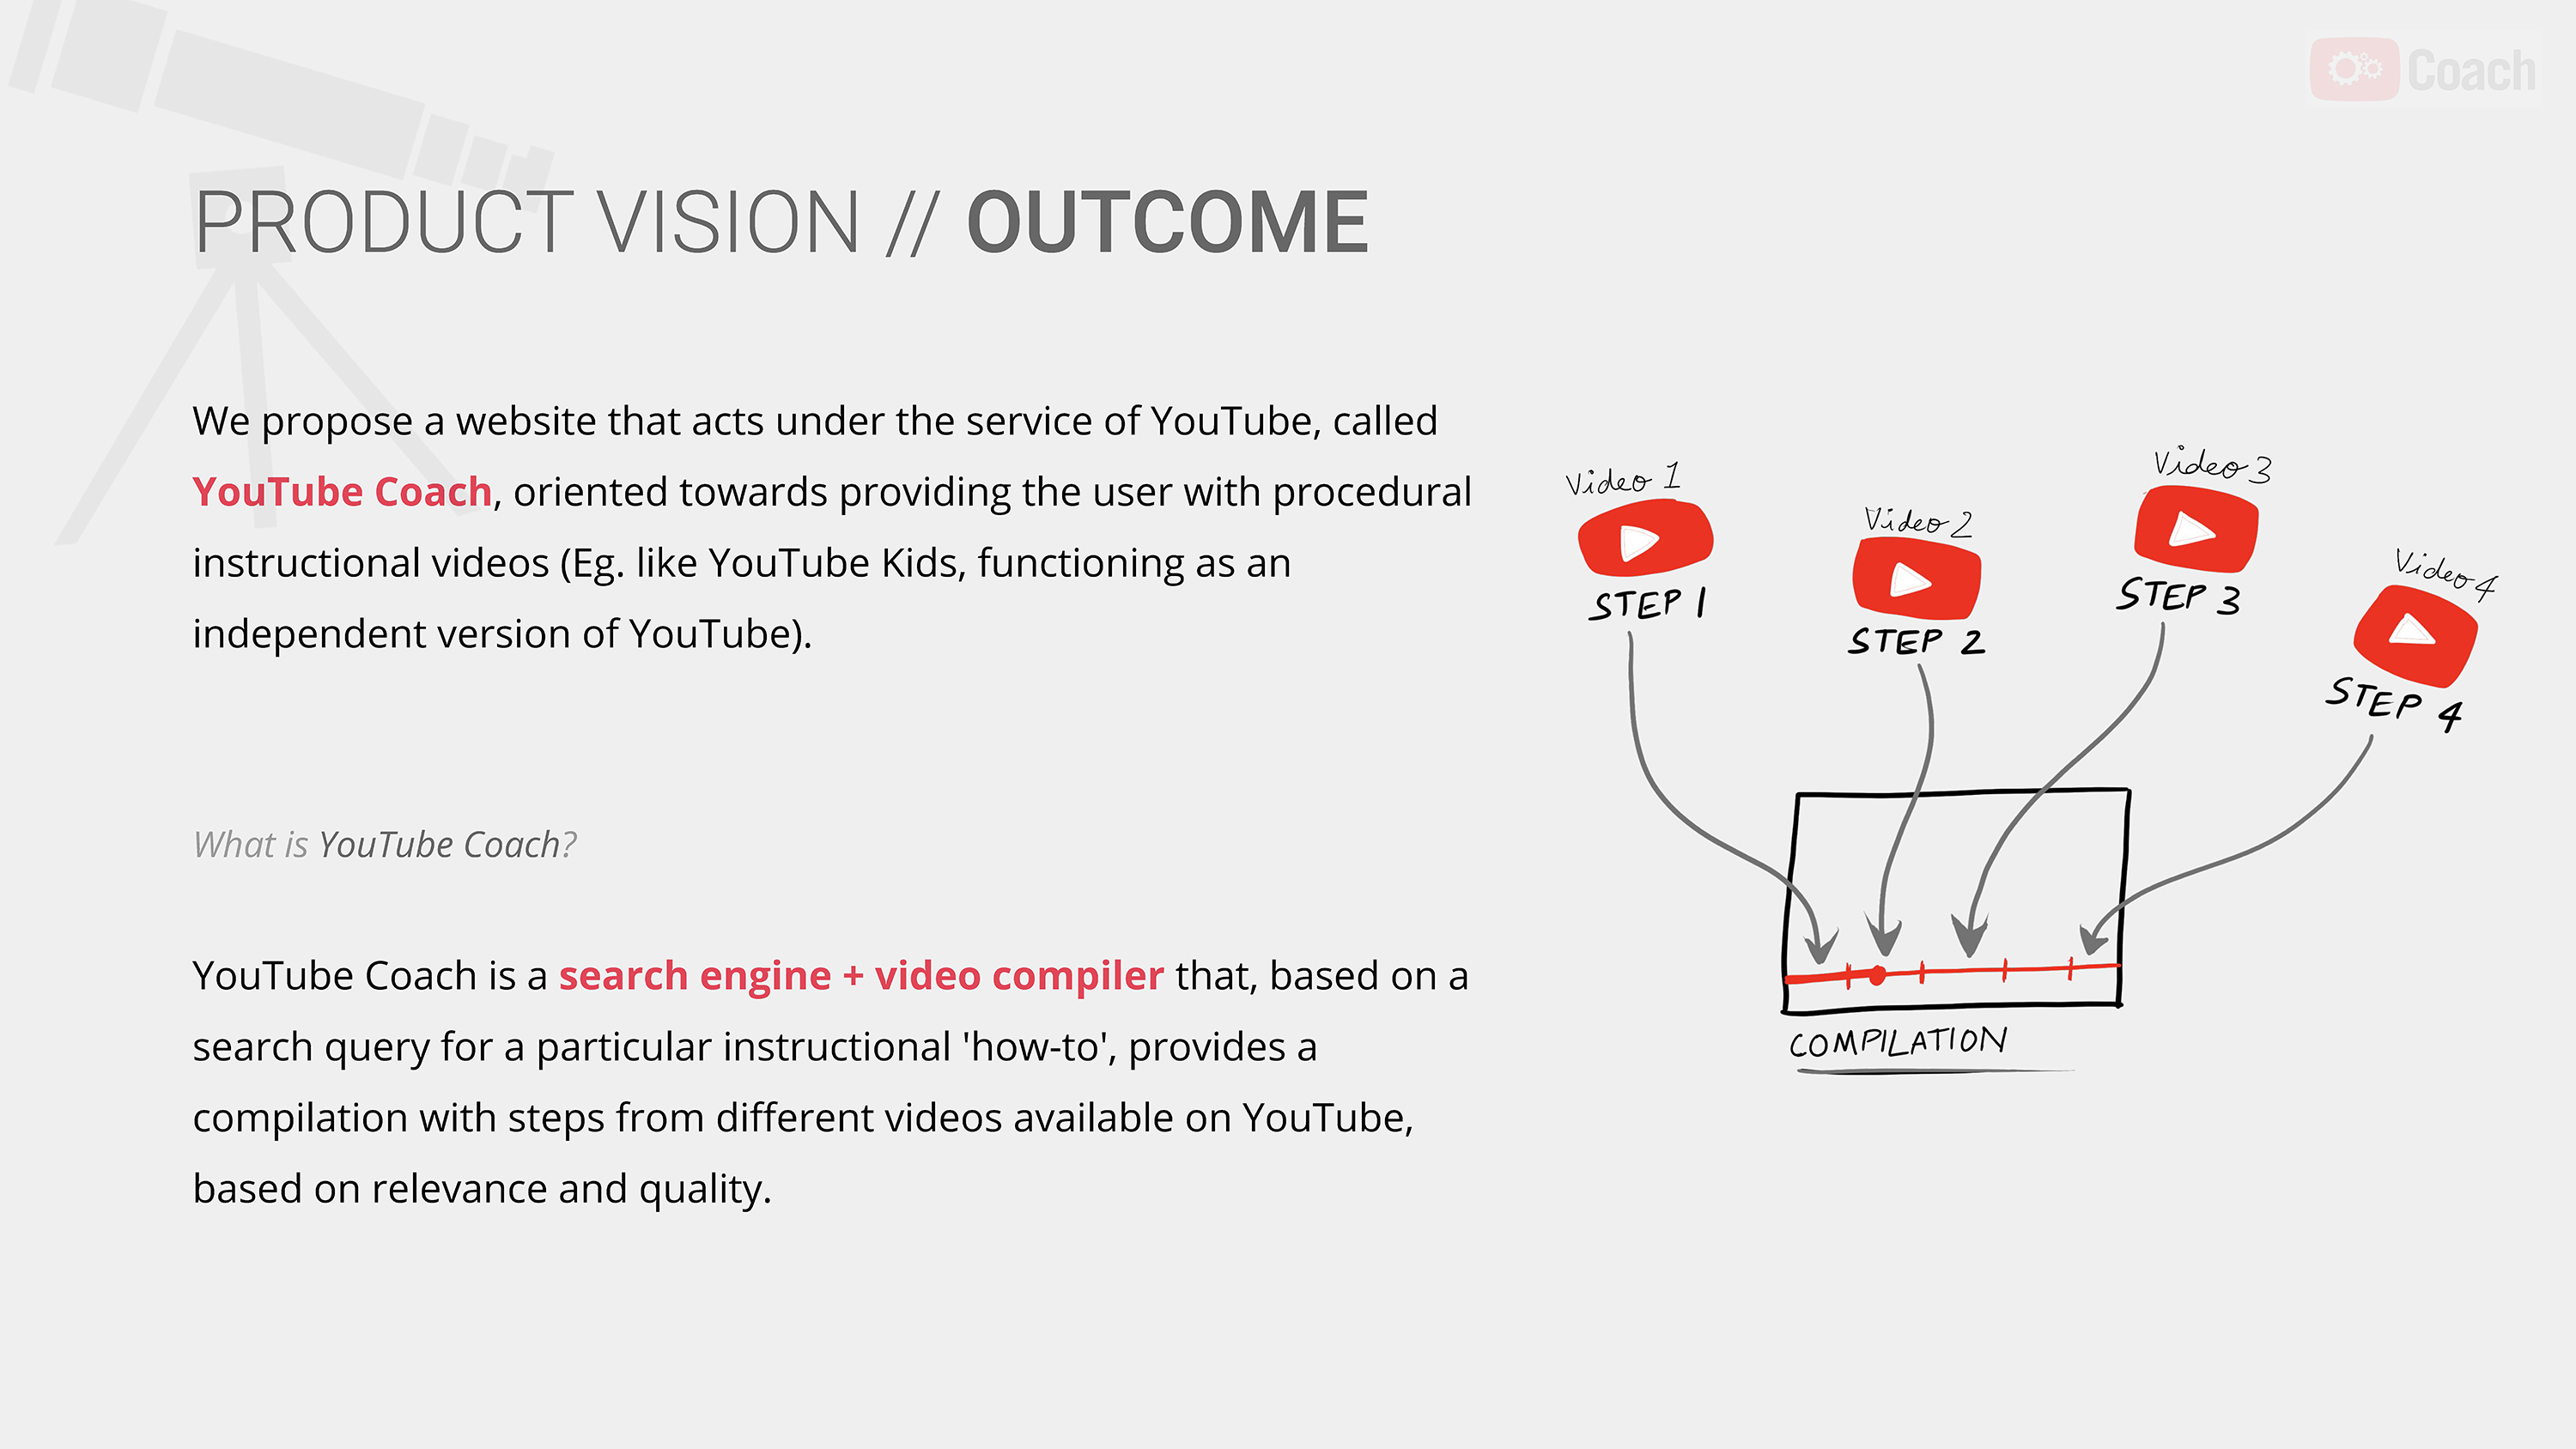 Coach
PRODUCT VISION // OUTCOME
We propose a website that acts under the service of YouTube, called
YouTube Coach, oriented towards providing the user with procedural
instructional videos (Eg. like YouTube Kids, functioning as an
independent version of YouTube).
What is YouTube Coach?
YouTube Coach is a search engine + video compiler that, based on a
search query for a particular instructional 'how-to', provides a
compilation with steps from different videos available on YouTube,
based on relevance and quality.
Video 1
STEP 1
Video 2
STEP 2
Video 3
STEP 3
Video 4
STEP 4
COMPILATION